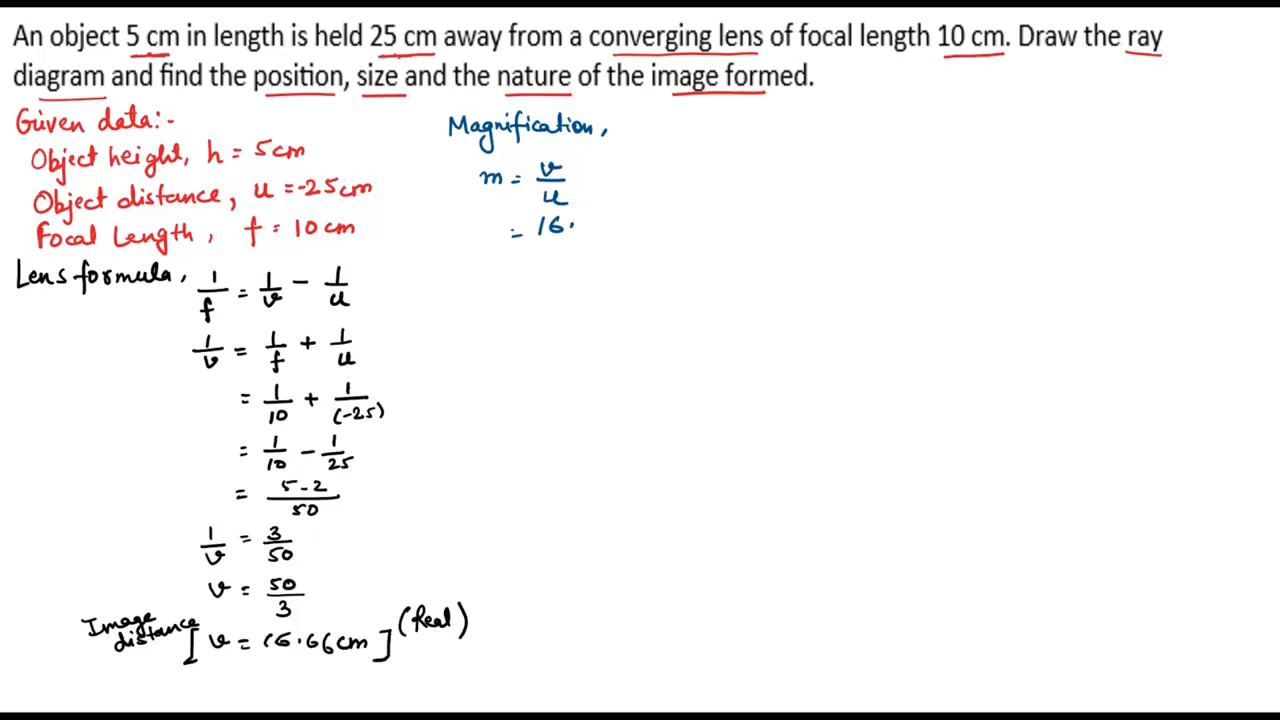 An object 5 cm in length is held 25 cm away from a converging lens of focal length 10 cm. Draw the ray
diagram and find the position, size and the nature of the image formed.
Given data:-
Object height, h = 5cm
Object distance, u = -25cm
Focal Length, f = 10cm
Lens formula, 1/f = 1/v - 1/u
1/v = 1/f + 1/u
= 1/10 + 1/(-25)
= 1/10 - 1/25
= 5-2/50
1/v = 3/50
v = 50/3
Image distance [v = 16.66cm] (Real)
Magnification,
m = v/u
= 16.